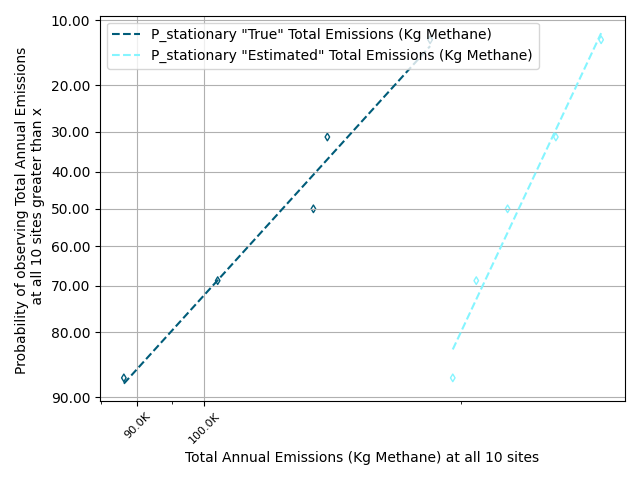 P_stationary "True" Total Emissions (Kg Methane)
P_stationary "Estimated" Total Emissions (Kg Methane)
Probability of observing Total Annual Emissions
at all 10 sites greater than x
10.00
20.00
30.00
40.00
50.00
60.00
70.00
80.00
90.00
90.0K
100.0K
Total Annual Emissions (Kg Methane) at all 10 sites